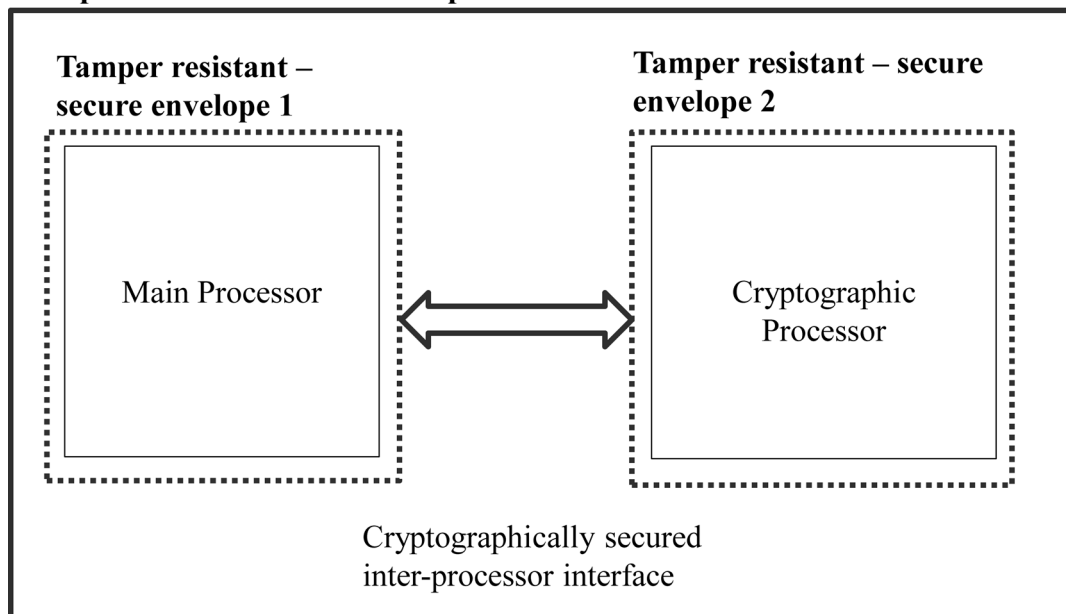 Tamper resistant –
secure envelope 1
Tamper resistant – secure
envelope 2
Main Processor
Cryptographic
Processor
Cryptographically secured
inter-processor interface